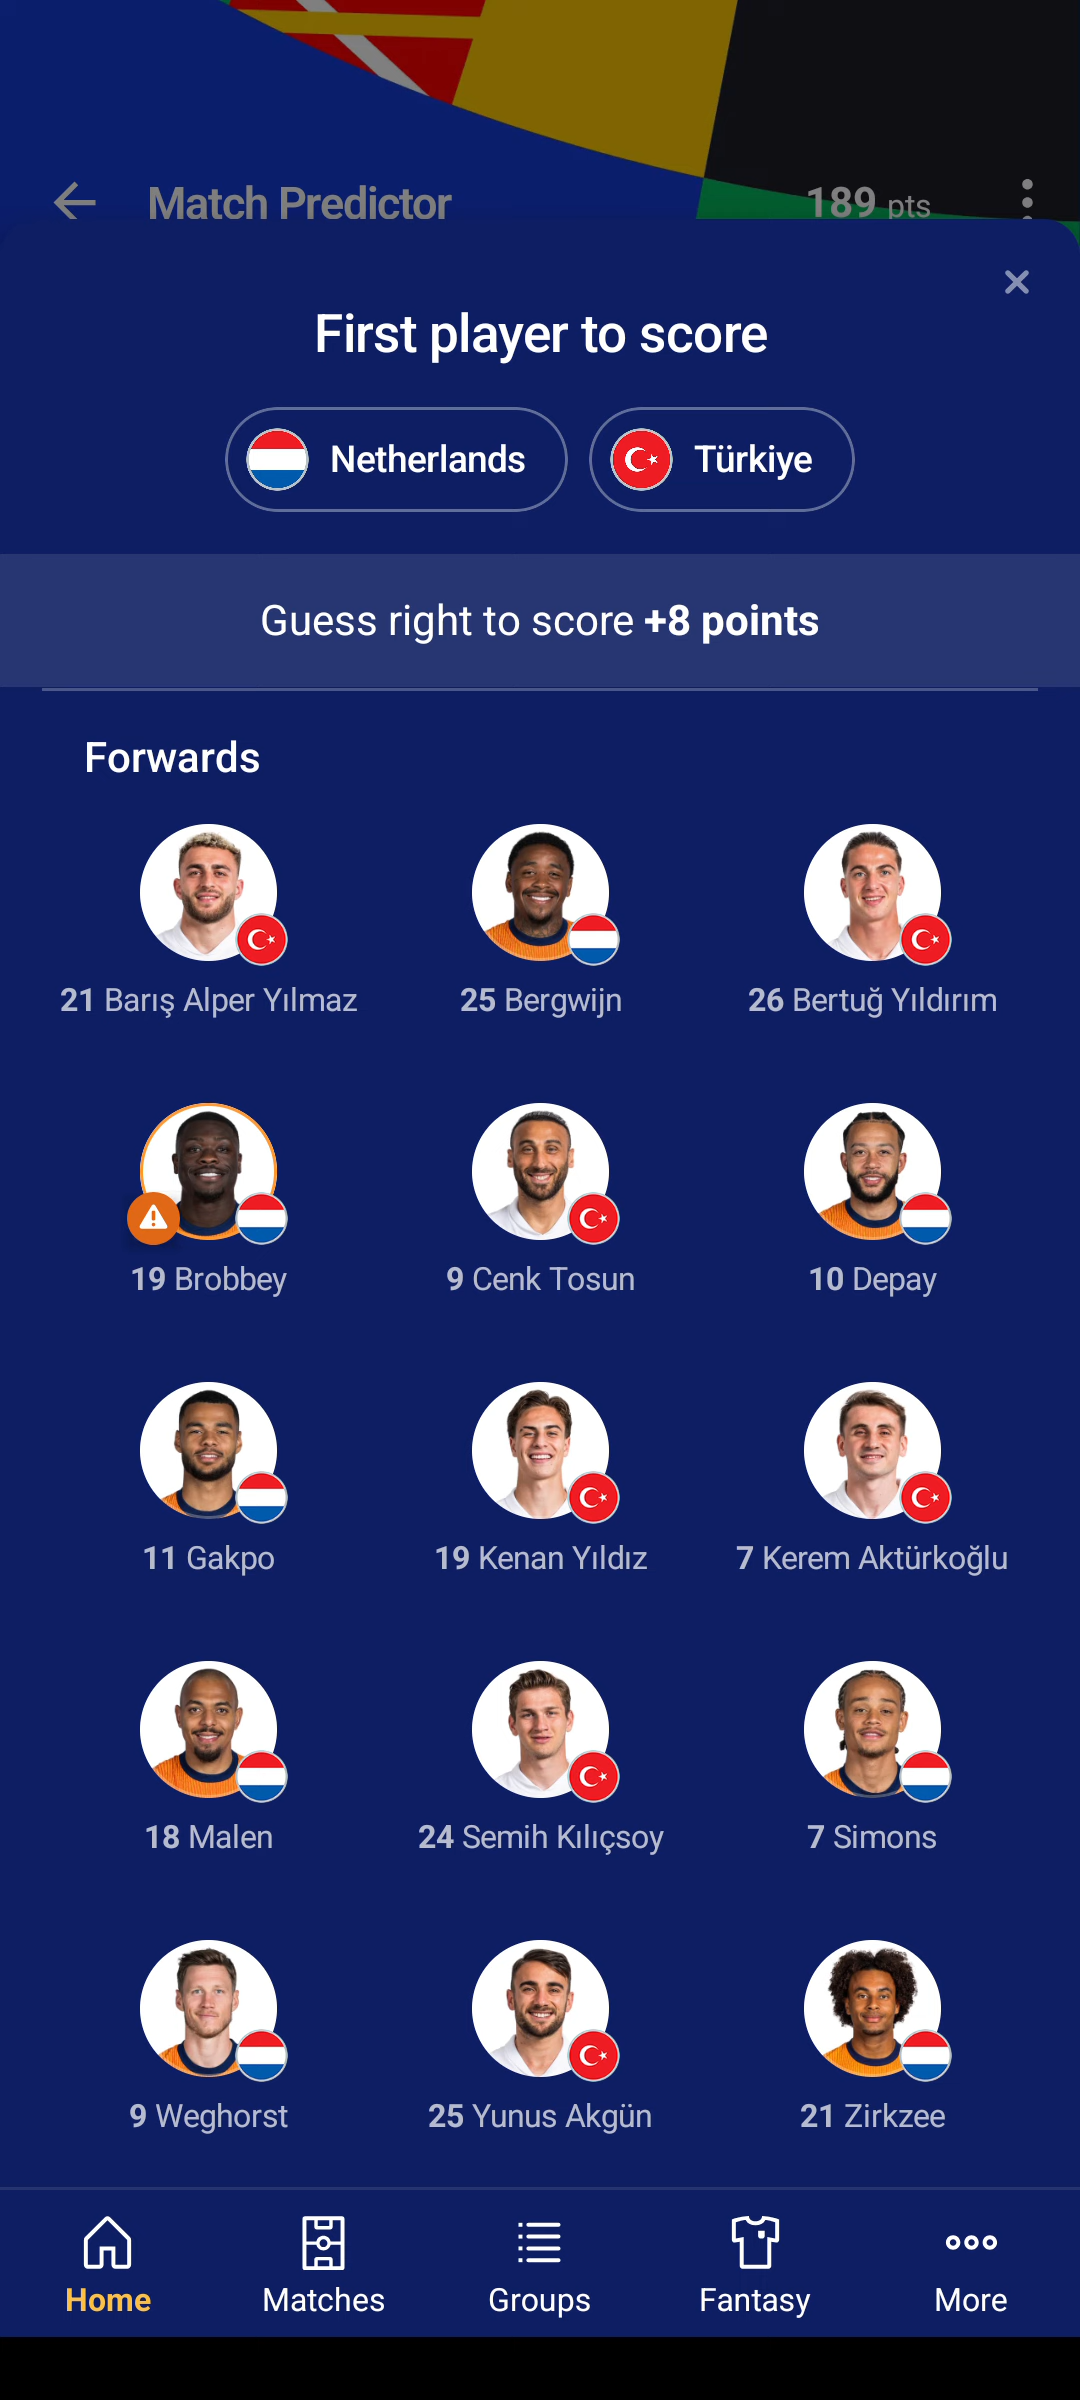 Match Predictor
189 pts
First player to score
Netherlands
Türkiye
Guess right to score +8 points
Forwards
21 Barış Alper Yılmaz
25 Bergwijn
26 Bertuğ Yıldırım
19 Brobbey
9 Cenk Tosun
10 Depay
11 Gakpo
19 Kenan Yıldız
7 Kerem Aktürkoğlu
18 Malen
24 Semih Kılıçsoy
7 Simons
9 Weghorst
25 Yunus Akgün
21 Zirkzee
Home
Matches
Groups
Fantasy
More